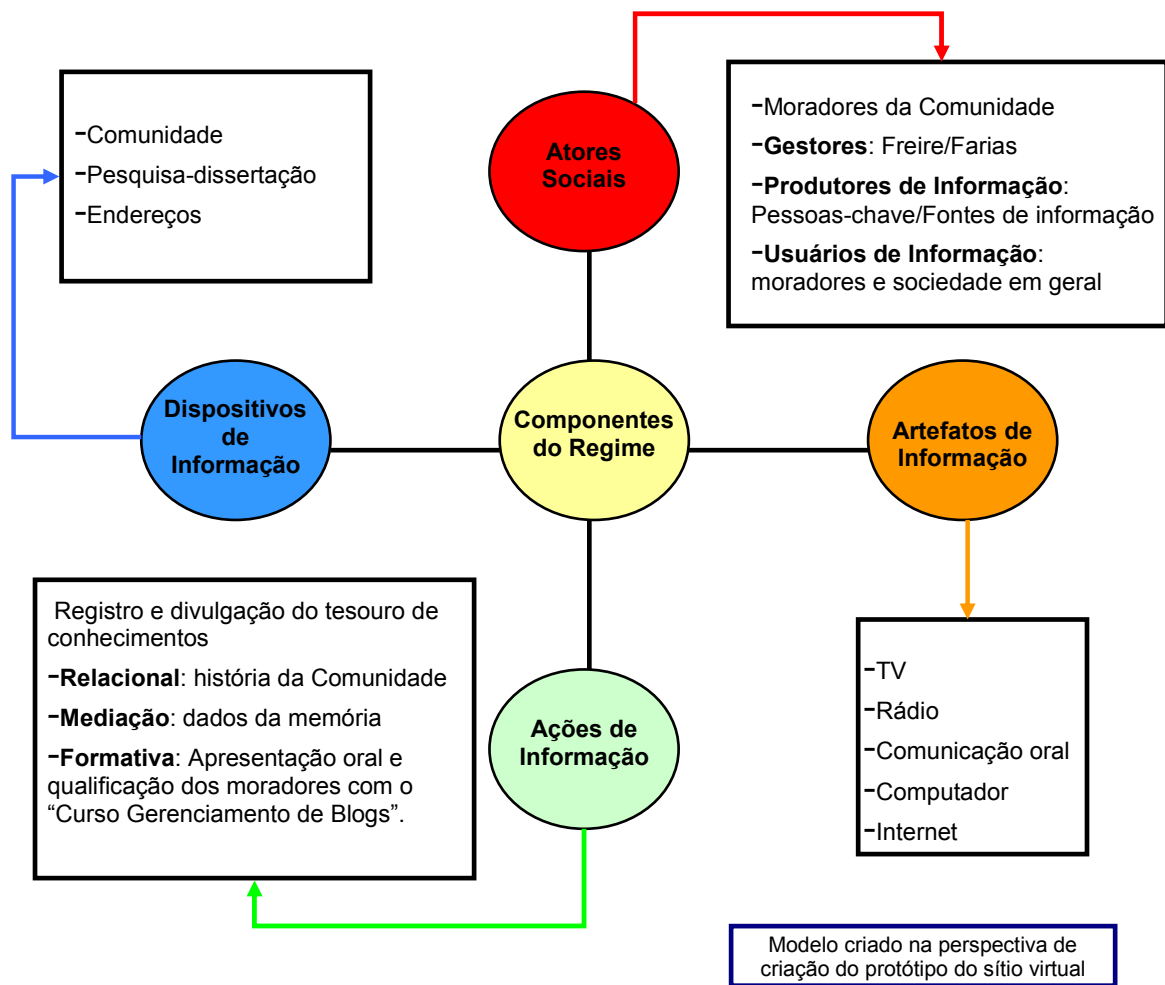 -Comunidade
-Pesquisa-dissertação
-Endereços
Atores
Sociais
-Moradores da Comunidade
-Gestores: Freire/Farias
-Produtores de Informação:
Pessoas-chave/Fontes de informação
-Usuários de Informação:
moradores e sociedade em geral
Dispositivos
de
Informação
Componentes
do Regime
Artefatos de
Informação
Registro e divulgação do tesouro de
conhecimentos
-Relacional: história da Comunidade
-Mediação: dados da memória
-Formativa: Apresentação oral e
qualificação dos moradores com o
“Curso Gerenciamento de Blogs”.
Ações de
Informação
-TV
-Rádio
-Comunicação oral
-Computador
-Internet
Modelo criado na perspectiva de
criação do protótipo do sítio virtual